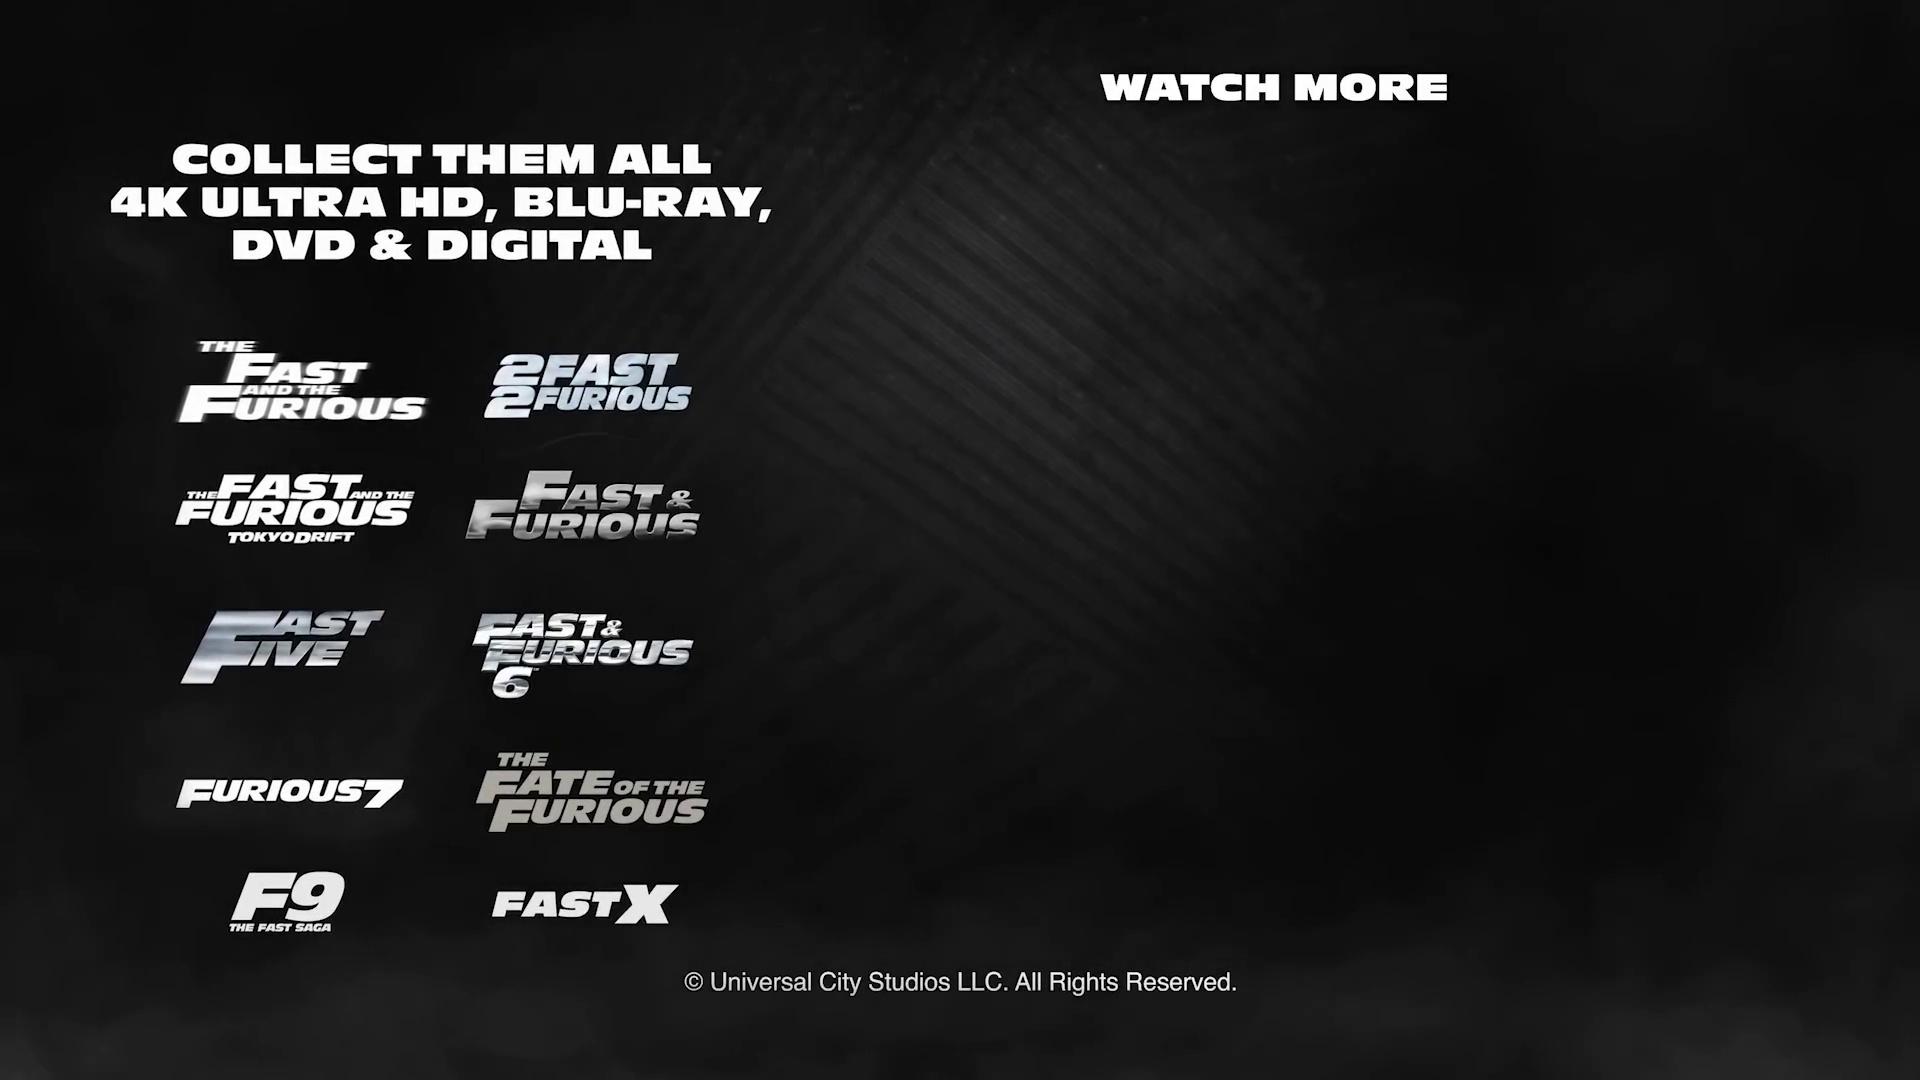 WATCH MORE
COLLECT THEM ALL
4K ULTRA HD, BLU-RAY,
DVD & DIGITAL
THE
FAST
AND THE
FURIOUS
2 FAST
2 FURIOUS
THE FAST AND THE
FURIOUS
TOKYO DRIFT
FAST &
FURIOUS
FAST
FIVE
FAST &
FURIOUS
6
FURIOUS 7
THE
FATE OF THE
FURIOUS
F9
THE FAST SAGA
FAST X
© Universal City Studios LLC. All Rights Reserved.